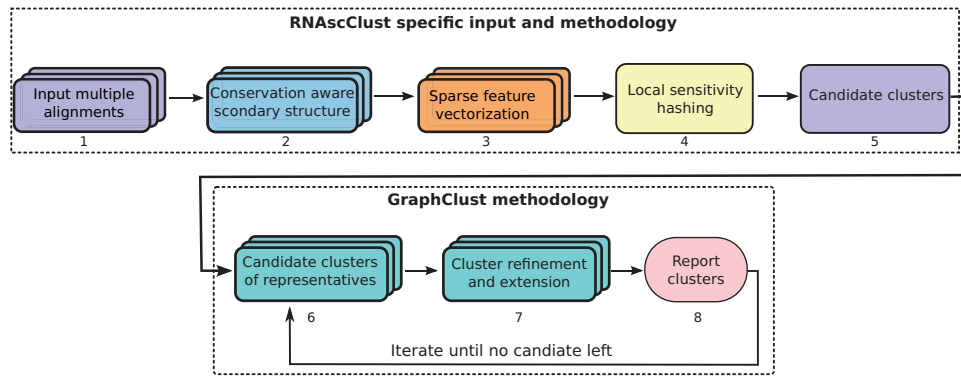 RNAscClust specific input and methodology
Input multiple
alignments
1
Conservation aware
scondary structure
2
Sparse feature
vectorization
3
Local sensitivity
hashing
4
Candidate clusters
5
GraphClust methodology
Candidate clusters
of representatives
6
Cluster refinement
and extension
7
Report
clusters
8
Iterate until no candiate left